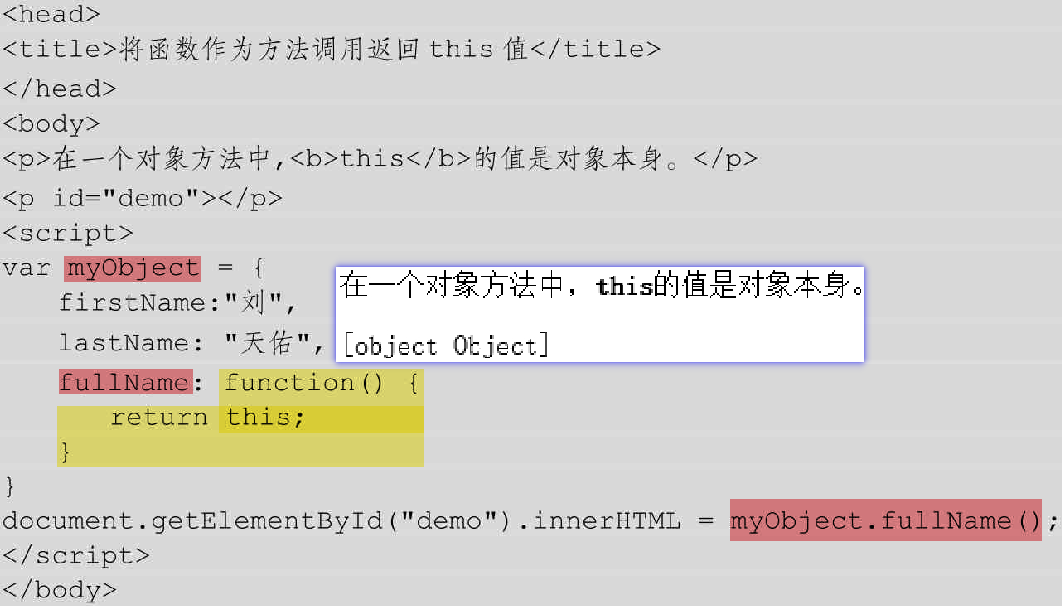 <head>
<title>将函数作为方法调用返回 this 值</title>
</head>
<body>
<p>在一个对象方法中,<b>this</b>的值是对象本身。</p>
<p id="demo"></p>
<script>
var myObject = {
firstName:"刘",
lastName: "天佑",
fullName: function() {
return this;
}
}
document.getElementById("demo").innerHTML = myObject.fullName();
</script>
</body>
在一个对象方法中，this的值是对象本身。
[object Object]